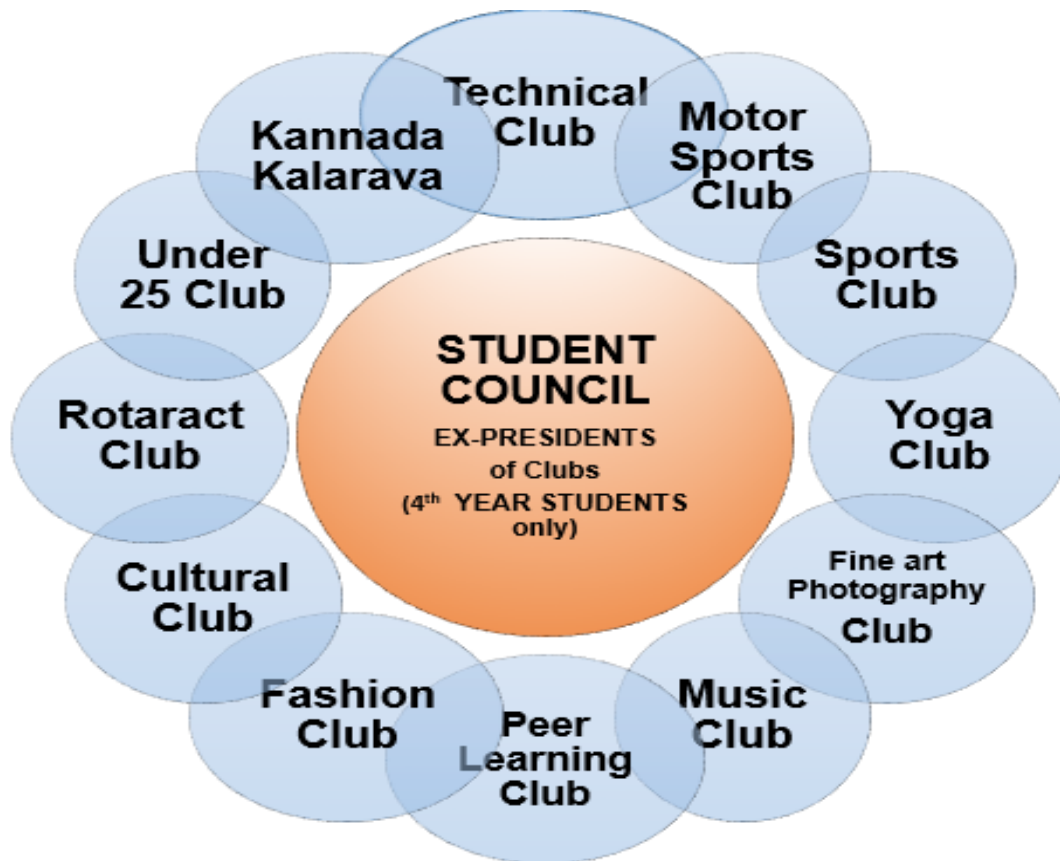 Technical
Club
Motor
Sports
Club
Sports
Club
Yoga
Club
Fine art
Photography
Club
Music
Club
Peer
Learning
Club
Fashion
Club
Cultural
Club
Rotaract
Club
Under
25 Club
Kannada
Kalarava
STUDENT
COUNCIL
EX-PRESIDENTS
of Clubs
(4th YEAR STUDENTS
only)